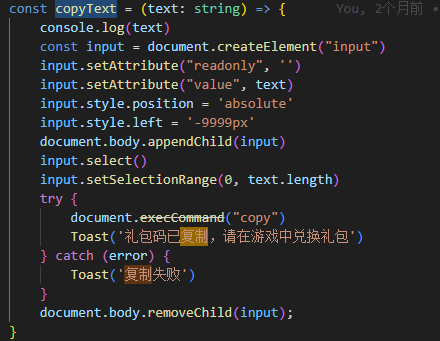 const copyText = (text: string) => {    You, 2个月前 •
    console.log(text)
    const input = document.createElement("input")
    input.setAttribute("readonly", '')
    input.setAttribute("value", text)
    input.style.position = 'absolute'
    input.style.left = '-9999px'
    document.body.appendChild(input)
    input.select()
    input.setSelectionRange(0, text.length)
    try {
        document.execCommand("copy")
        Toast('礼包码已复制，请在游戏中兑换礼包')
    } catch (error) {
        Toast('复制失败')
    }
    document.body.removeChild(input);
}